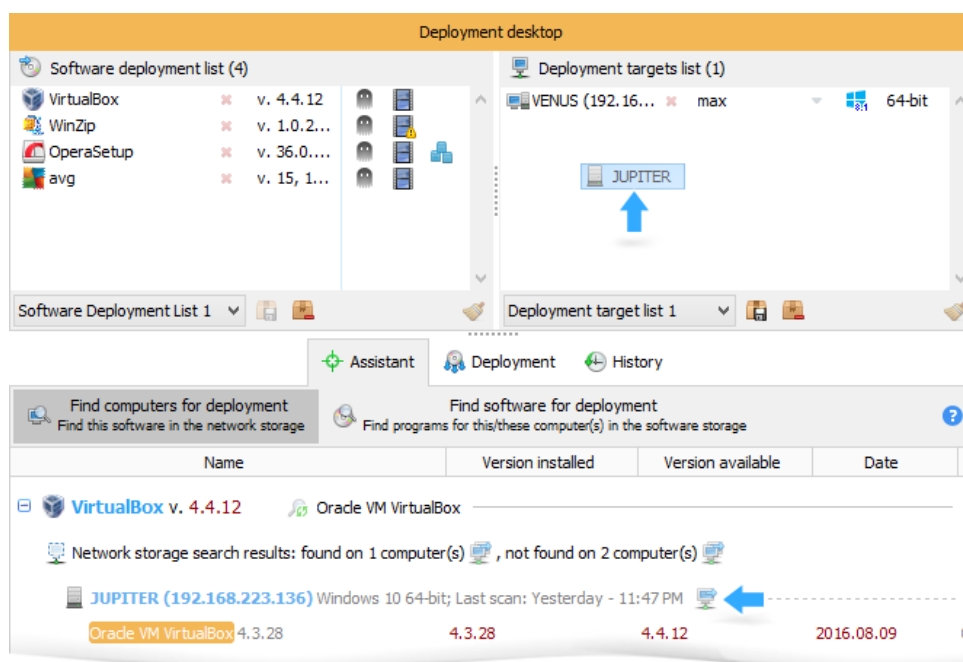 Deployment desktop
Software deployment list (4)
VirtualBox v. 4.4.12
WinZip v. 1.0.2...
OperaSetup v. 36.0....
avg v. 15, 1...
Deployment targets list (1)
VENUS (192.16... max 8.1 64-bit
JUPITER
Software Deployment List 1
Deployment target list 1
Assistant Deployment History
Find computers for deployment
Find this software in the network storage
Find software for deployment
Find programs for this/these computer(s) in the software storage
?
Name Version installed Version available Date
VirtualBox v. 4.4.12 Oracle VM VirtualBox
Network storage search results: found on 1 computer(s) , not found on 2 computer(s)
JUPITER (192.168.223.136) Windows 10 64-bit; Last scan: Yesterday - 11:47 PM
Oracle VM VirtualBox 4.3.28 4.3.28 4.4.12 2016.08.09